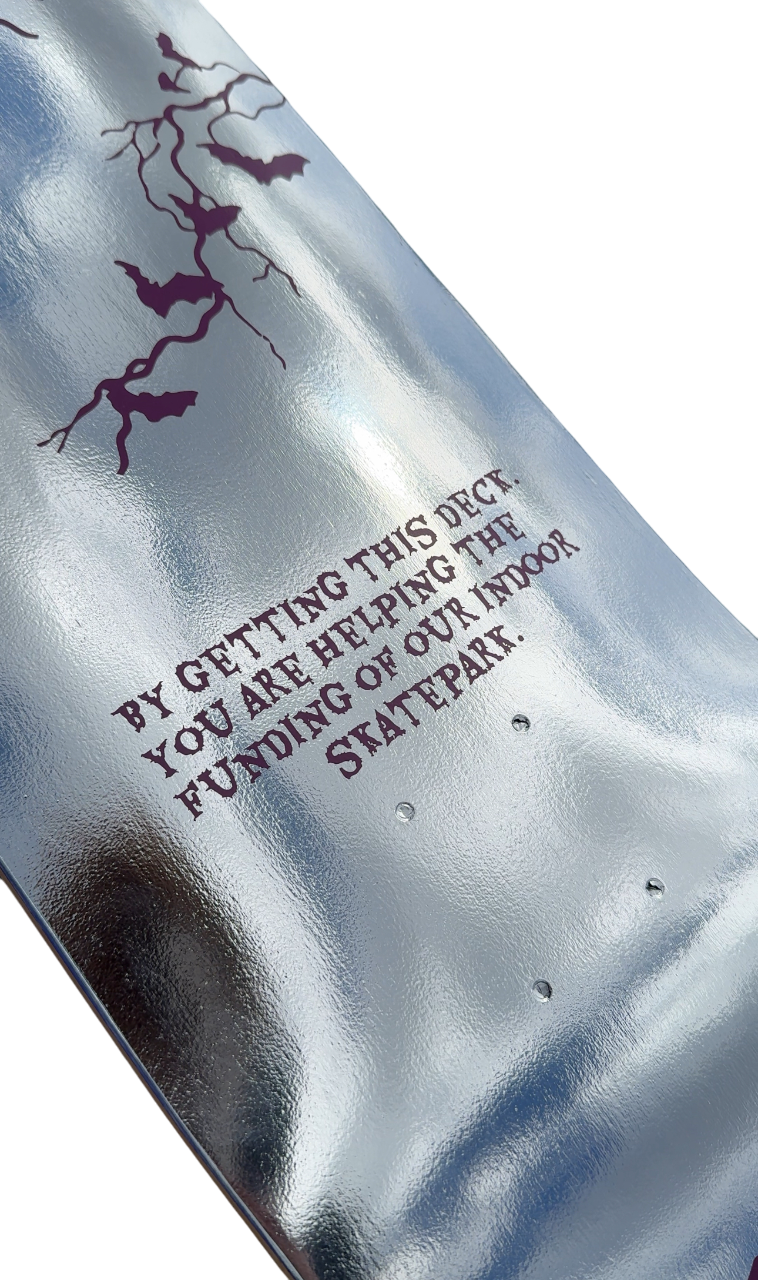 BY GETTING THIS DECK.
YOU ARE HELPING THE
FUNDING OF OUR INDOOR
SKATEPARK.